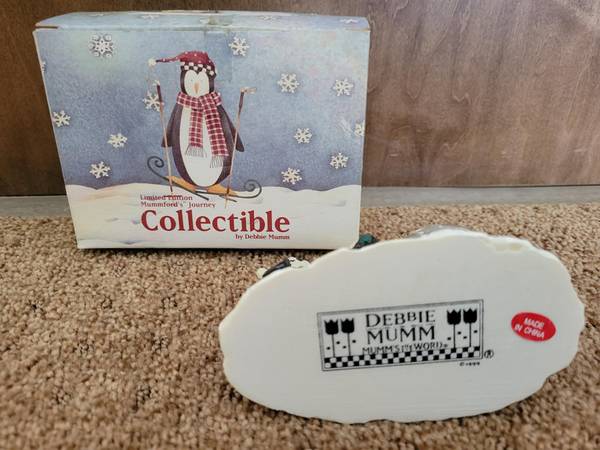 Limited Edition
Mummford's Journey
Collectible
by Debbie Mumm
DEBBIE
MUMM
MUMM'S THE WORD®
®
MADE
IN CHINA